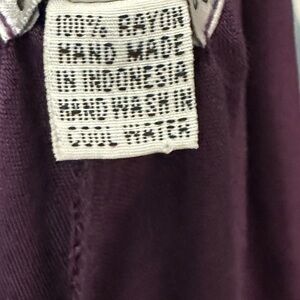 100% RAYON
HAND MADE
IN INDONESIA
HAND WASH IN
COOL WATER